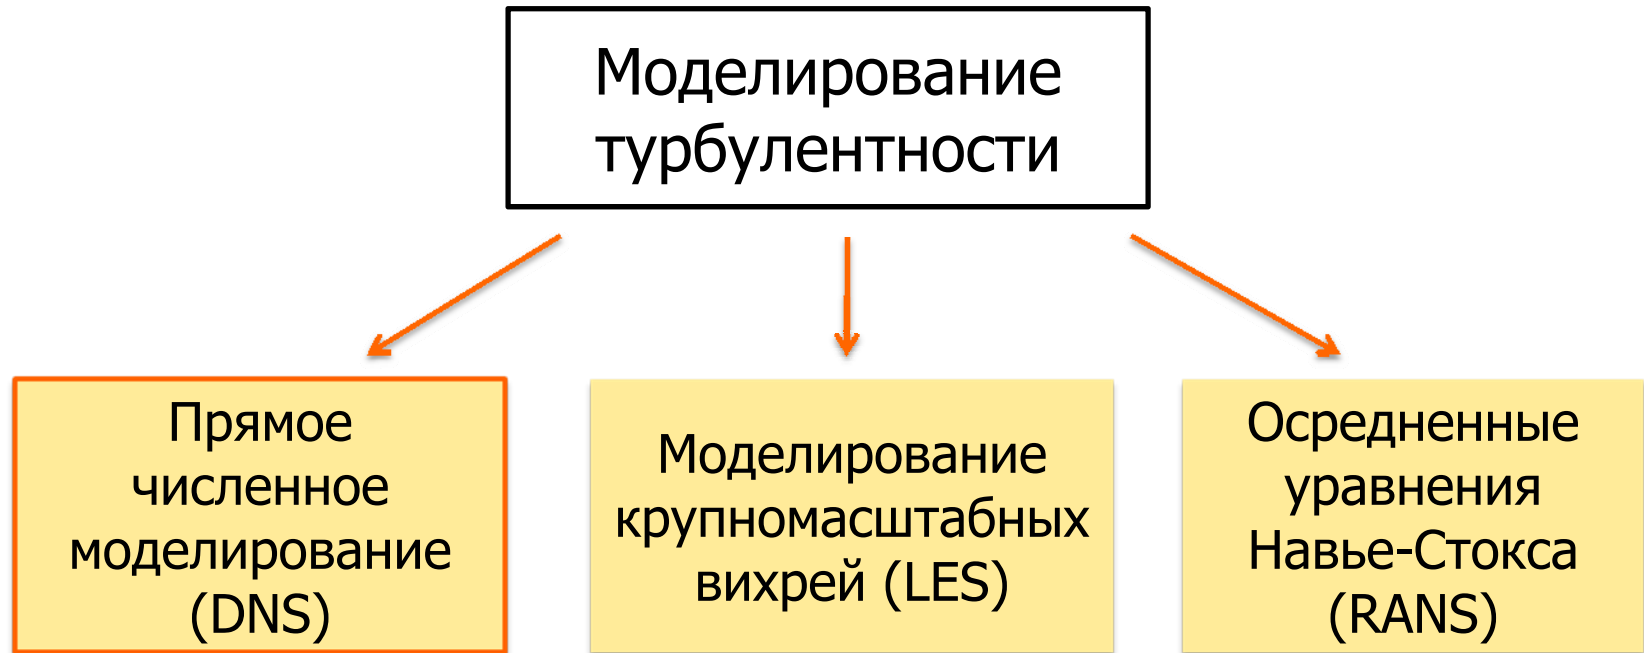 Моделирование
турбулентности
Прямое
численное
моделирование
(DNS)
Моделирование
крупномасштабных
вихрей (LES)
Осредненные
уравнения
Навье-Стокса
(RANS)